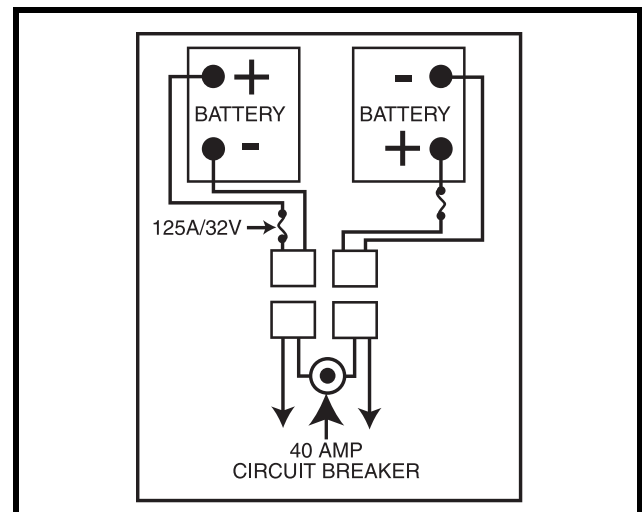 +
-
BATTERY
BATTERY
-
+
125A/32V
40 AMP
CIRCUIT BREAKER